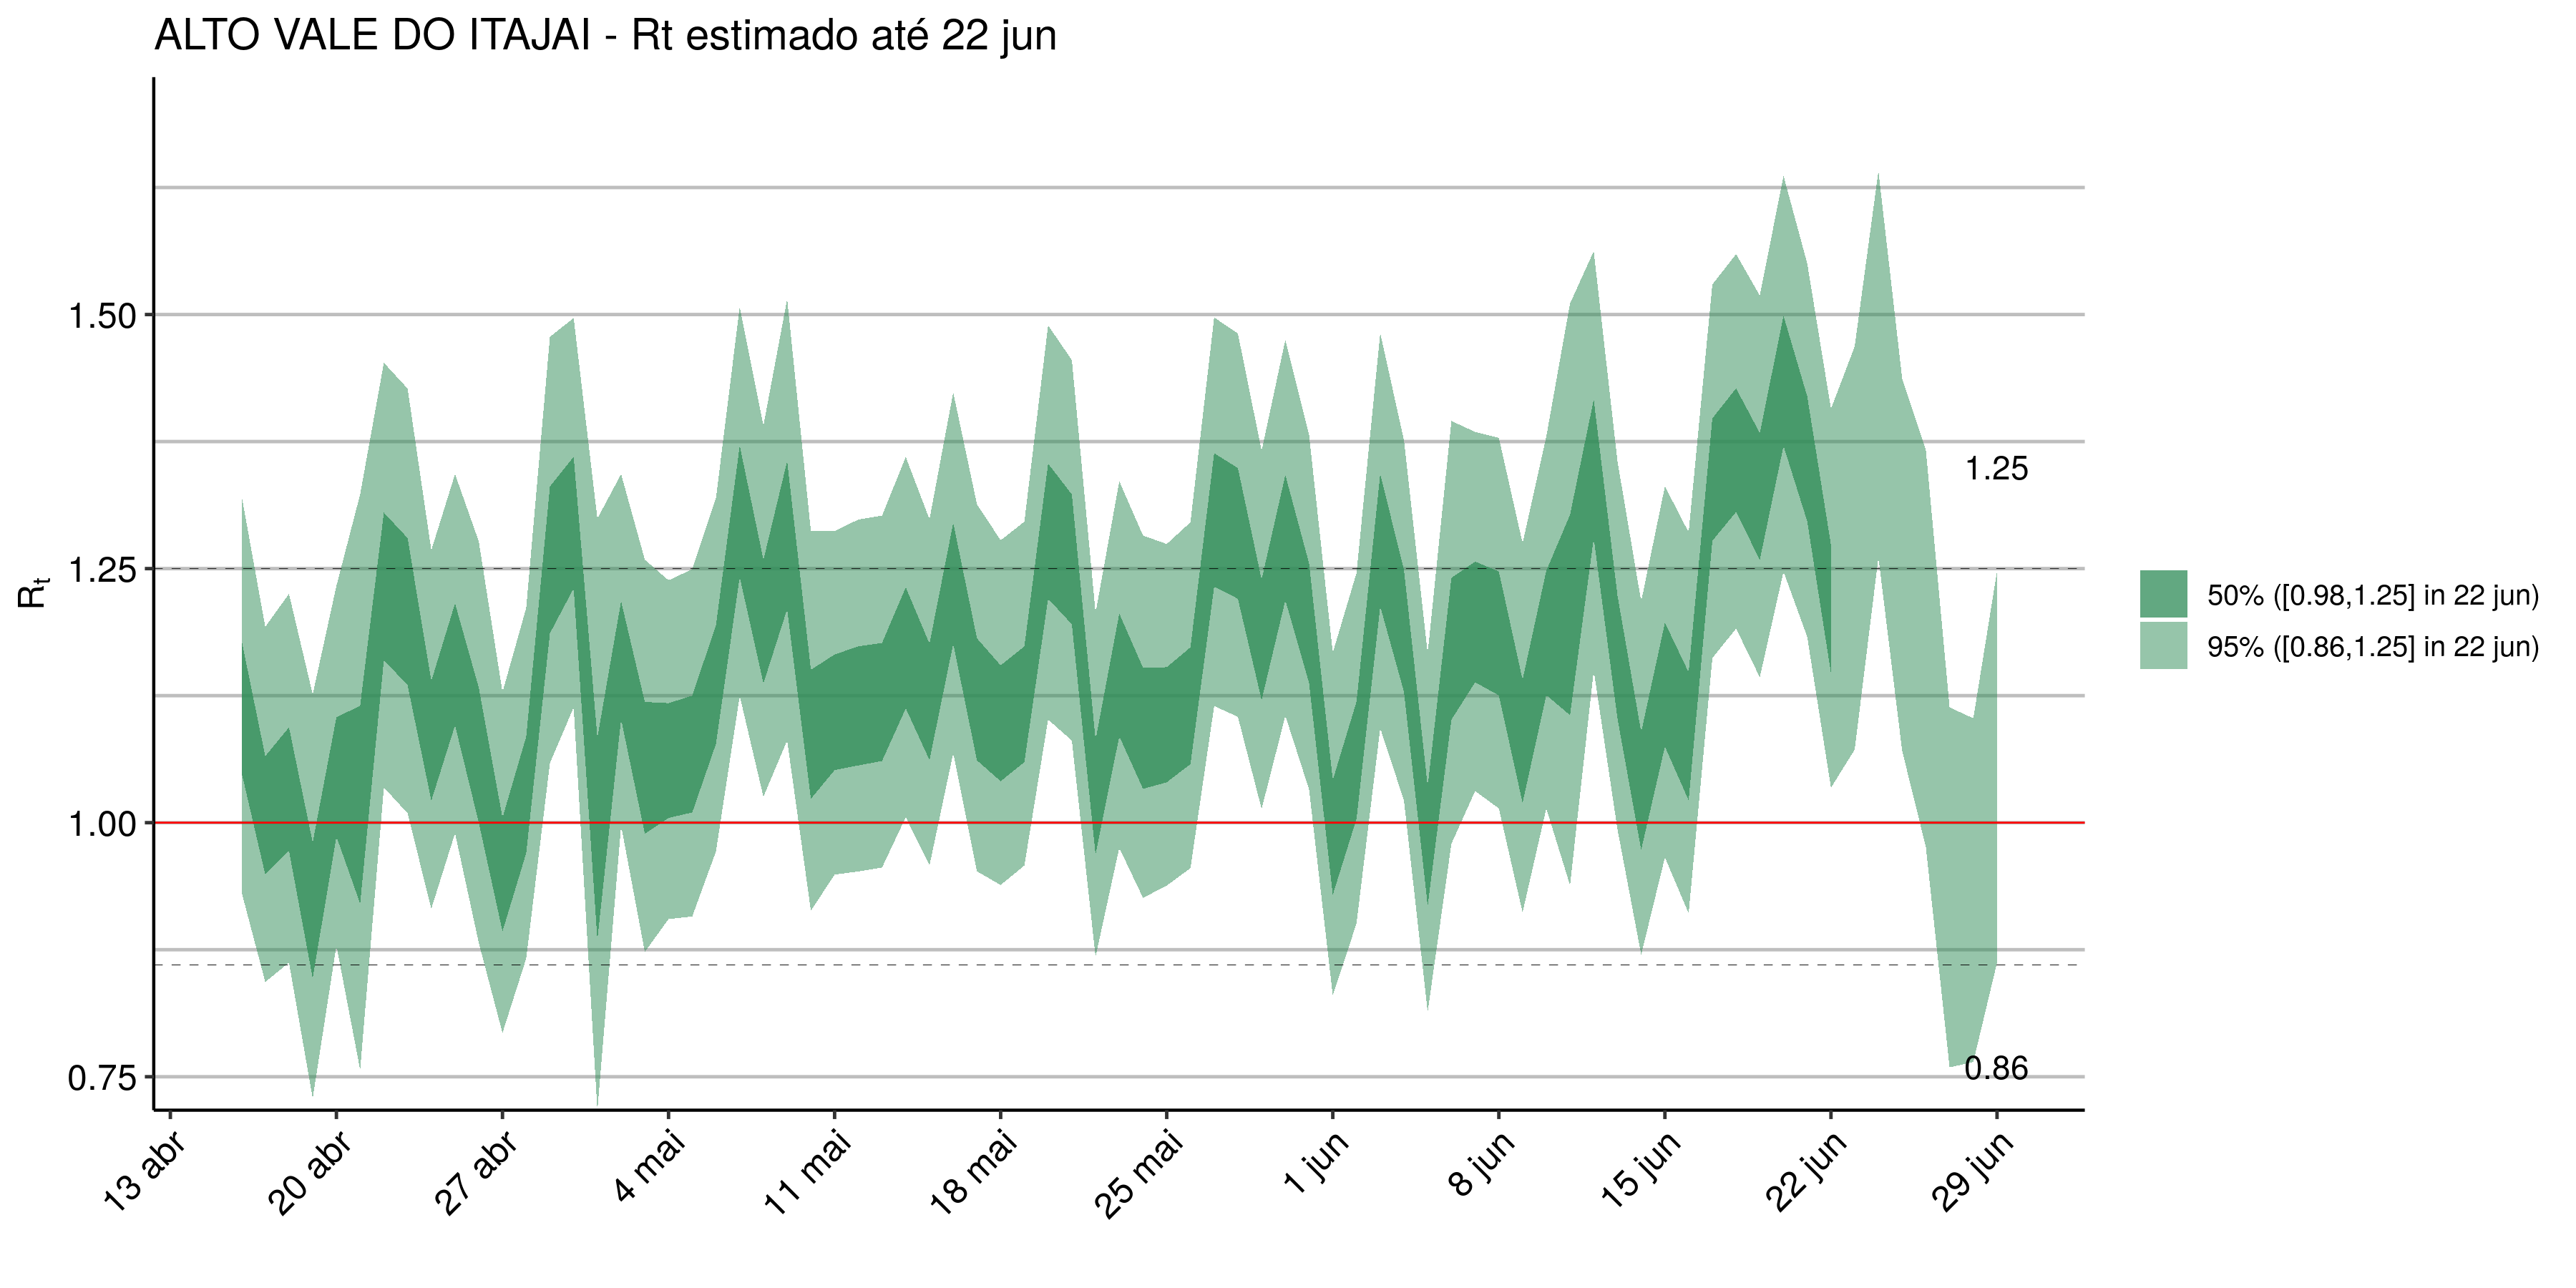 ALTO VALE DO ITAJAI - Rt estimado até 22 jun
Rt
1.50
1.25
1.00
0.75
1.25
0.86
13 abr
20 abr
27 abr
4 mai
11 mai
18 mai
25 mai
1 jun
8 jun
15 jun
22 jun
29 jun
50% ([0.98,1.25] in 22 jun)
95% ([0.86,1.25] in 22 jun)